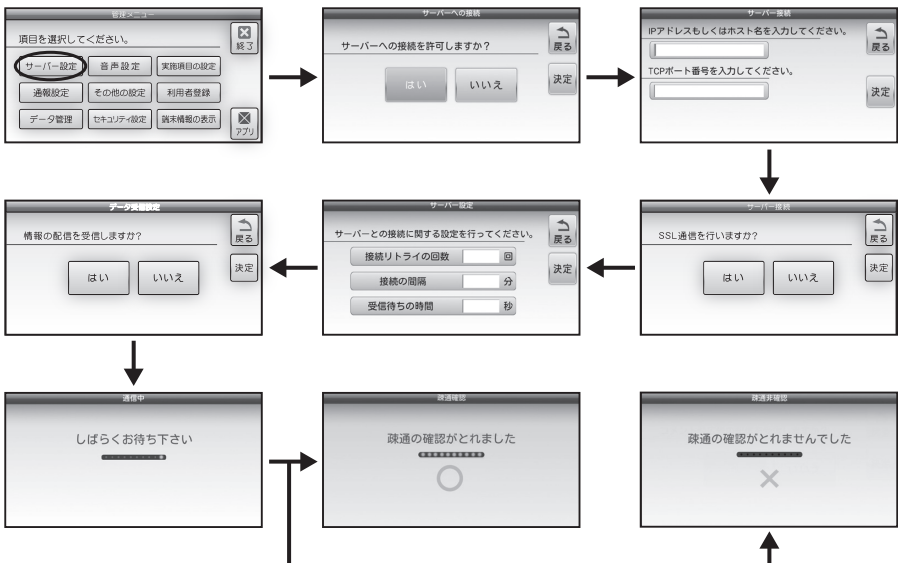 管理メニュー
項目を選択してください。
終了
サーバー設定
音声設定
実施項目の設定
通報設定
その他の設定
利用者登録
データ管理
セキュリティ設定
端末情報の表示
アプリ
サーバーへの接続
サーバーへの接続を許可しますか?
戻る
はい
いいえ
決定
サーバー接続
IPアドレスもしくはホスト名を入力してください。
戻る
TCPポート番号を入力してください。
決定
データ受信設定
情報の配信を受信しますか?
戻る
はい
いいえ
決定
サーバー設定
サーバーとの接続に関する設定を行ってください。
戻る
接続リトライの回数
回
決定
接続の間隔
分
受信待ちの時間
秒
サーバー接続
SSL通信を行いますか?
戻る
はい
いいえ
決定
通信中
しばらくお待ち下さい
疎通確認
疎通の確認がとれました
疎通非確認
疎通の確認がとれませんでした